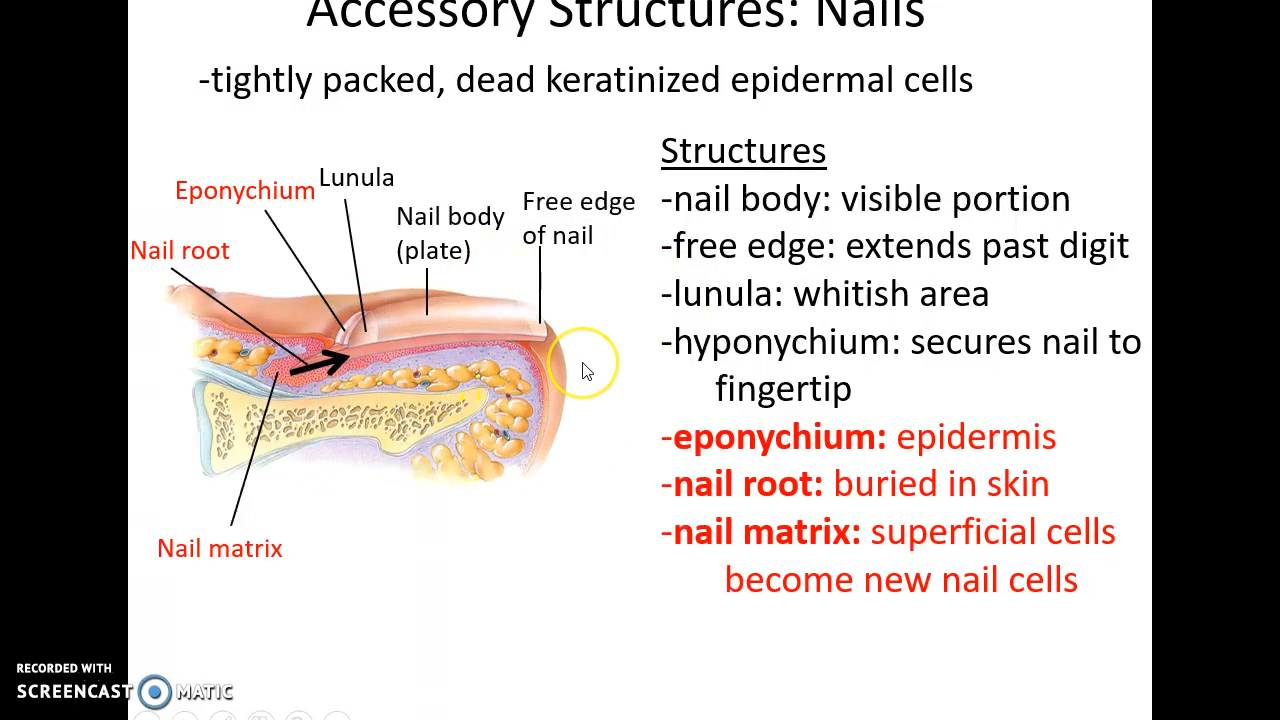 Accessory Structures: Nails
-tightly packed, dead keratinized epidermal cells
Eponychium
Lunula
Nail root
Nail body
(plate)
Free edge
of nail
Nail matrix
Structures
-nail body: visible portion
-free edge: extends past digit
-lunula: whitish area
-hyponychium: secures nail to
fingertip
-eponychium: epidermis
-nail root: buried in skin
-nail matrix: superficial cells
become new nail cells
RECORDED WITH
SCREENCAST MATIC